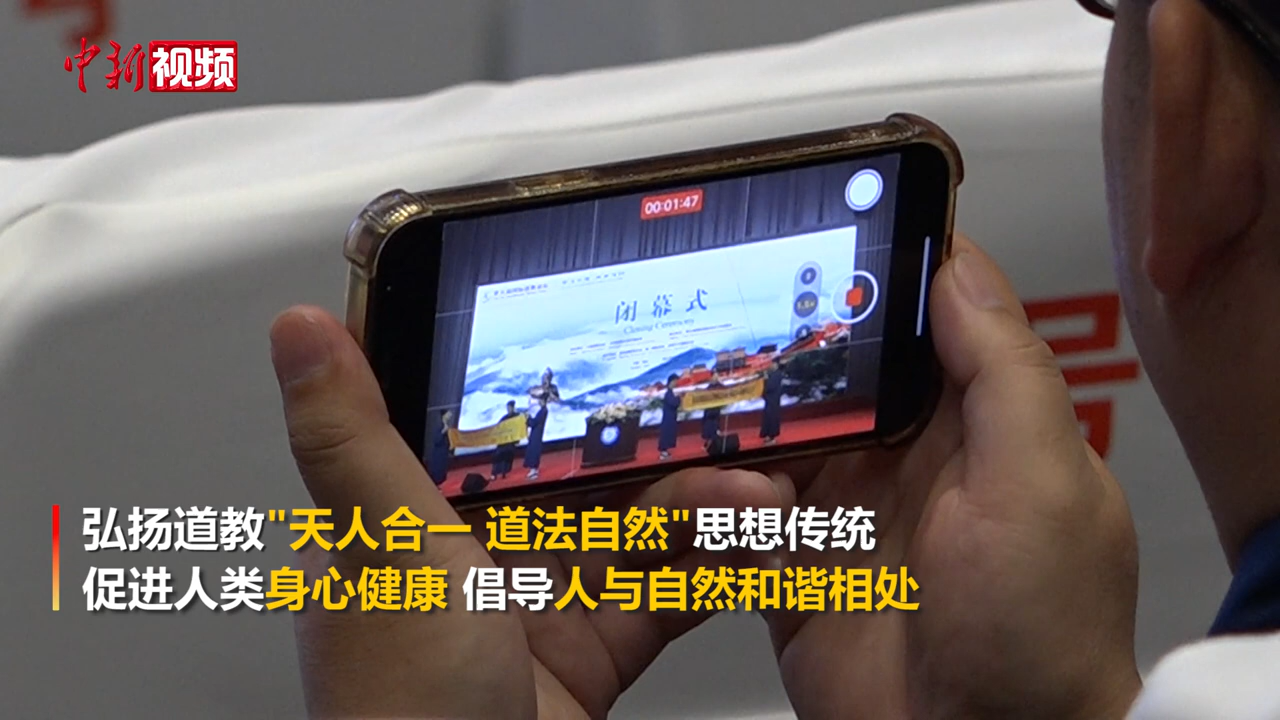 中新视频
00:01:47
闭幕式
Closing Ceremony
弘扬道教"天人合一 道法自然"思想传统
促进人类身心健康 倡导人与自然和谐相处